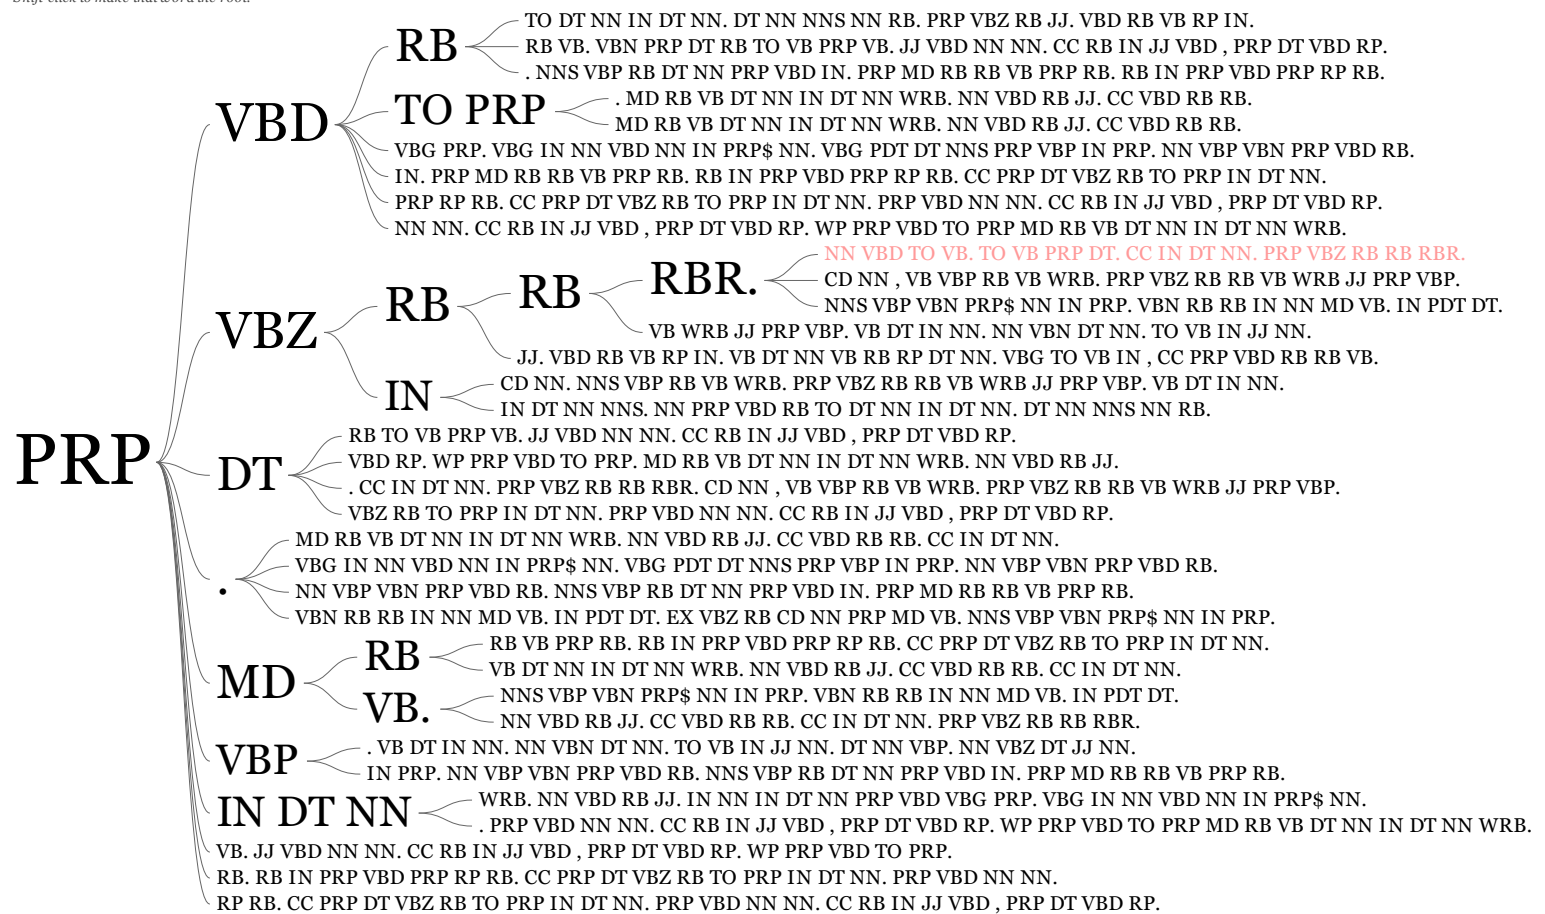 Shift-click to make that word the root.
PRP
VBD
RB
TO DT NN IN DT NN. DT NN NNS NN RB. PRP VBZ RB JJ. VBD RB VB RP IN.
RB VB. VBN PRP DT RB TO VB PRP VB. JJ VBD NN NN. CC RB IN JJ VBD , PRP DT VBD RP.
. NNS VBP RB DT NN PRP VBD IN. PRP MD RB RB VB PRP RB. RB IN PRP VBD PRP RP RB.
TO PRP
. MD RB VB DT NN IN DT NN WRB. NN VBD RB JJ. CC VBD RB RB.
MD RB VB DT NN IN DT NN WRB. NN VBD RB JJ. CC VBD RB RB.
VBG PRP. VBG IN NN VBD NN IN PRP$ NN. VBG PDT DT NNS PRP VBP IN PRP. NN VBP VBN PRP VBD RB.
IN. PRP MD RB RB VB PRP RB. RB IN PRP VBD PRP RP RB. CC PRP DT VBZ RB TO PRP IN DT NN.
PRP RP RB. CC PRP DT VBZ RB TO PRP IN DT NN. PRP VBD NN NN. CC RB IN JJ VBD , PRP DT VBD RP.
NN NN. CC RB IN JJ VBD , PRP DT VBD RP. WP PRP VBD TO PRP MD RB VB DT NN IN DT NN WRB.
VBZ
RB
RB
RBR.
NN VBD TO VB. TO VB PRP DT. CC IN DT NN. PRP VBZ RB RB RBR.
CD NN , VB VBP RB VB WRB. PRP VBZ RB RB VB WRB JJ PRP VBP.
NNS VBP VBN PRP$ NN IN PRP. VBN RB RB IN NN MD VB. IN PDT DT.
VB WRB JJ PRP VBP. VB DT IN NN. NN VBN DT NN. TO VB IN JJ NN.
JJ. VBD RB VB RP IN. VB DT NN VB RB RP DT NN. VBG TO VB IN , CC PRP VBD RB RB VB.
IN
CD NN. NNS VBP RB VB WRB. PRP VBZ RB RB VB WRB JJ PRP VBP. VB DT IN NN.
IN DT NN NNS. NN PRP VBD RB TO DT NN IN DT NN. DT NN NNS NN RB.
DT
RB TO VB PRP VB. JJ VBD NN NN. CC RB IN JJ VBD , PRP DT VBD RP.
VBD RP. WP PRP VBD TO PRP. MD RB VB DT NN IN DT NN WRB. NN VBD RB JJ.
. CC IN DT NN. PRP VBZ RB RB RBR. CD NN , VB VBP RB VB WRB. PRP VBZ RB RB VB WRB JJ PRP VBP.
VBZ RB TO PRP IN DT NN. PRP VBD NN NN. CC RB IN JJ VBD , PRP DT VBD RP.
.
MD RB VB DT NN IN DT NN WRB. NN VBD RB JJ. CC VBD RB RB. CC IN DT NN.
VBG IN NN VBD NN IN PRP$ NN. VBG PDT DT NNS PRP VBP IN PRP. NN VBP VBN PRP VBD RB.
NN VBP VBN PRP VBD RB. NNS VBP RB DT NN PRP VBD IN. PRP MD RB RB VB PRP RB.
VBN RB RB IN NN MD VB. IN PDT DT. EX VBZ RB CD NN PRP MD VB. NNS VBP VBN PRP$ NN IN PRP.
MD
RB
RB VB PRP RB. RB IN PRP VBD PRP RP RB. CC PRP DT VBZ RB TO PRP IN DT NN.
VB DT NN IN DT NN WRB. NN VBD RB JJ. CC VBD RB RB. CC IN DT NN.
VB.
NNS VBP VBN PRP$ NN IN PRP. VBN RB RB IN NN MD VB. IN PDT DT.
NN VBD RB JJ. CC VBD RB RB. CC IN DT NN. PRP VBZ RB RB RBR.
VBP
. VB DT IN NN. NN VBN DT NN. TO VB IN JJ NN. DT NN VBP. NN VBZ DT JJ NN.
IN PRP. NN VBP VBN PRP VBD RB. NNS VBP RB DT NN PRP VBD IN. PRP MD RB RB VB PRP RB.
IN DT NN
WRB. NN VBD RB JJ. IN NN IN DT NN PRP VBD VBG PRP. VBG IN NN VBD NN IN PRP$ NN.
. PRP VBD NN NN. CC RB IN JJ VBD , PRP DT VBD RP. WP PRP VBD TO PRP MD RB VB DT NN IN DT NN WRB.
VB. JJ VBD NN NN. CC RB IN JJ VBD , PRP DT VBD RP. WP PRP VBD TO PRP.
RB. RB IN PRP VBD PRP RP RB. CC PRP DT VBZ RB TO PRP IN DT NN. PRP VBD NN NN.
RP RB. CC PRP DT VBZ RB TO PRP IN DT NN. PRP VBD NN NN. CC RB IN JJ VBD , PRP DT VBD RP.